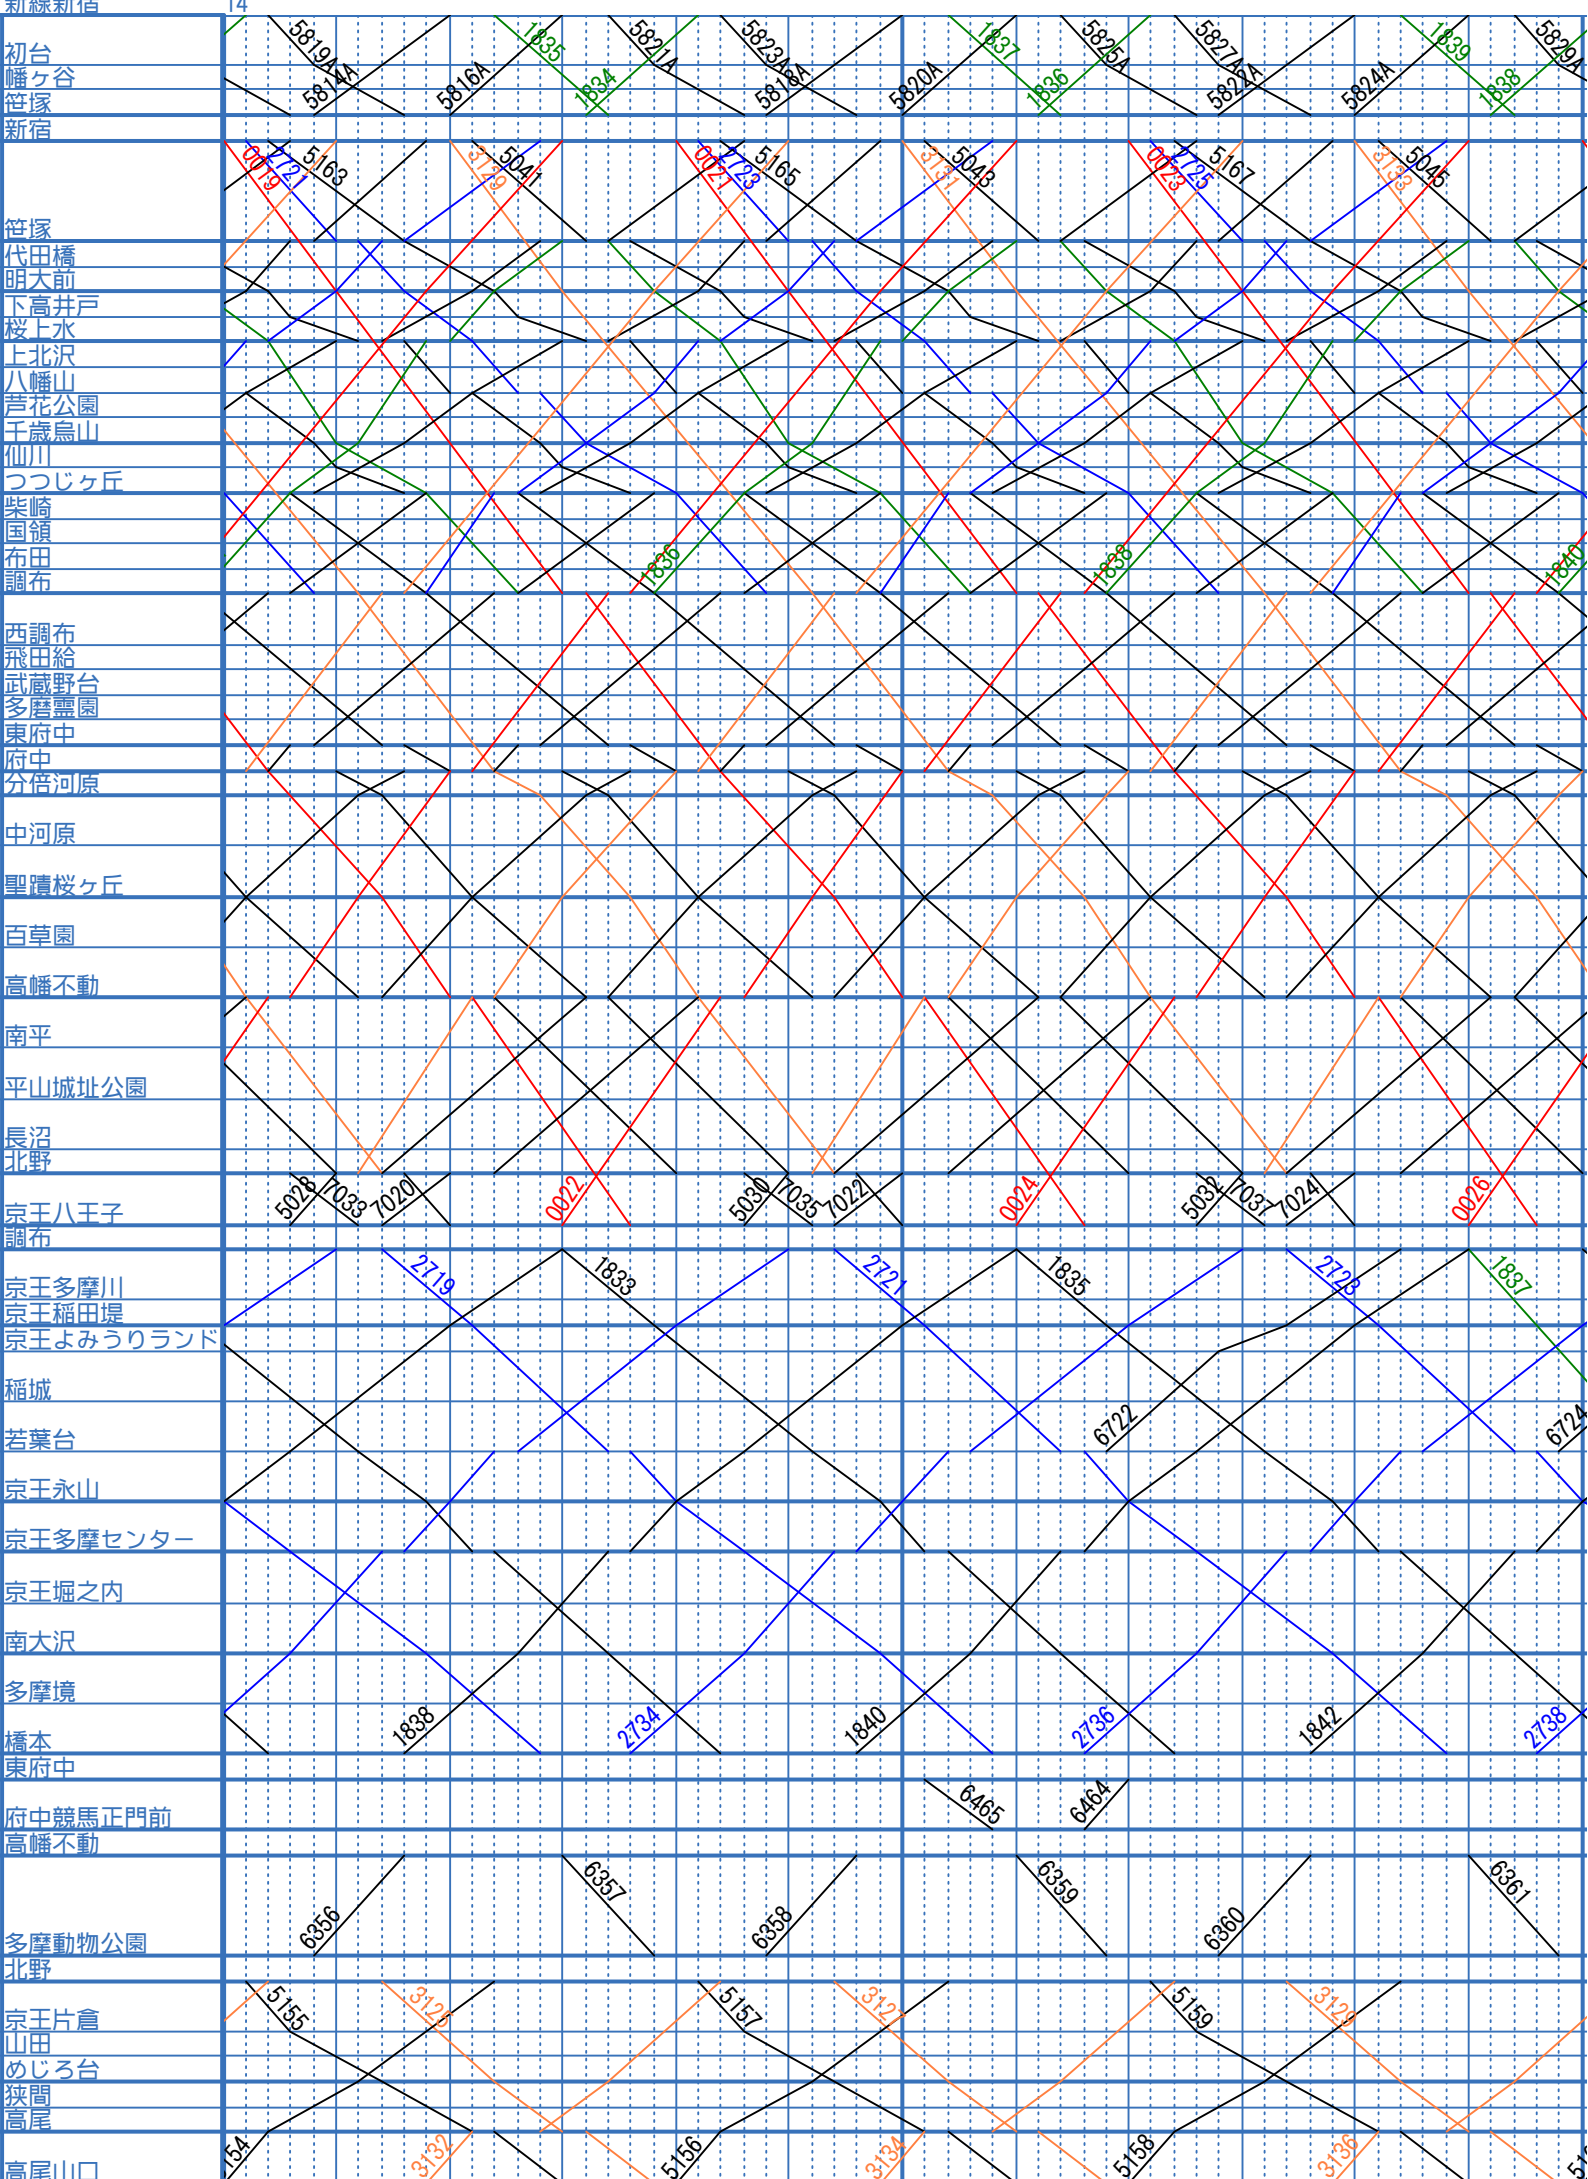 新線新宿 14
初台
5819A 5814A 5816A 1835 1834 5821A 5823A 5818A 5820A 1837 1836 5825A 5827A 5822A 5824A 1839 1838 5829A
幡ヶ谷
笹塚
新宿
0019 2721 5163 3729 5041 0021 2723 5165 3131 5043 0023 2725 5167 3133 5045
笹塚
代田橋
明大前
下高井戸
桜上水
上北沢
八幡山
芦花公園
千歳烏山
仙川
つつじヶ丘
柴崎
国領
布田
1836 1838 1840
調布
西調布
飛田給
武蔵野台
多磨霊園
東府中
府中
分倍河原
中河原
聖蹟桜ヶ丘
百草園
高幡不動
南平
平山城址公園
長沼
北野
5028 7033 7020 0022 5030 7035 7022 0024 5032 7037 7024 0026
京王八王子
調布
2719 1833 2721 1835 2723 1837
京王多摩川
京王稲田堤
京王よみうりランド
稲城
6722 6724
若葉台
京王永山
京王多摩センター
京王堀之内
南大沢
多摩境
1838 2734 1840 2736 1842 2738
橋本
東府中
6465 6464
府中競馬正門前
高幡不動
6356 6357 6358 6359 6360 6361
多摩動物公園
北野
5155 3125 5157 3127 5159 3129
京王片倉
山田
めじろ台
狭間
高尾
154 3132 5156 3134 5158 3136
高尾山口